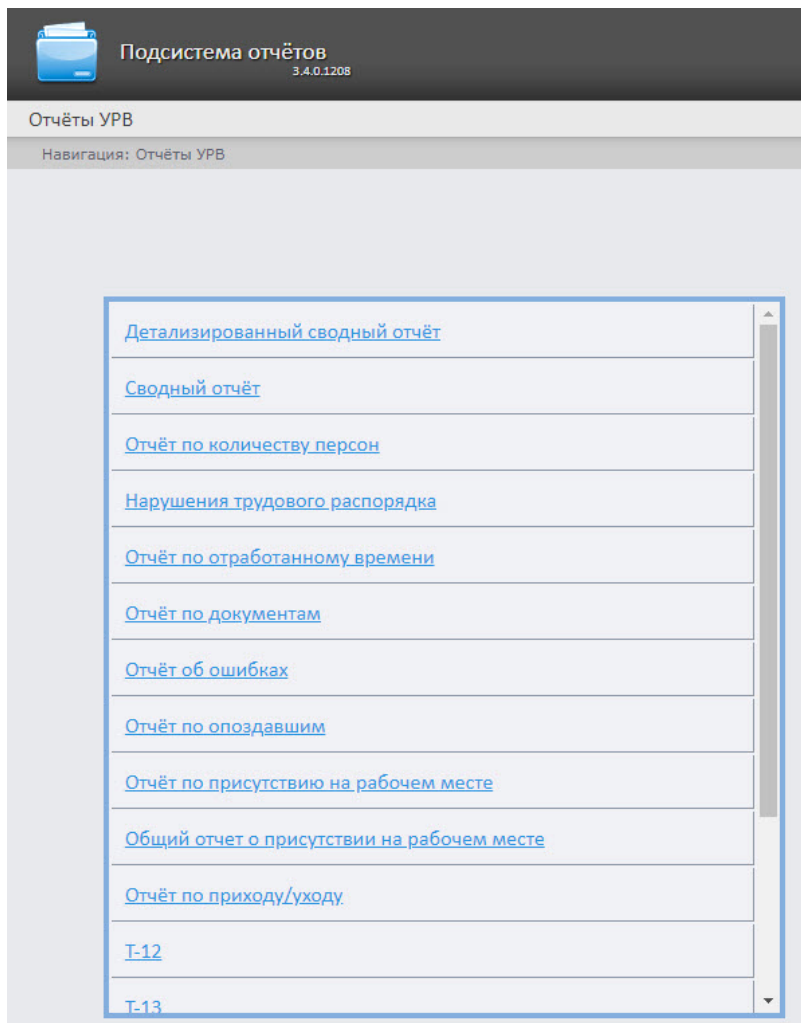 Подсистема отчётов
3.4.0.1208
Отчёты УРВ
Навигация: Отчёты УРВ
Детализированный сводный отчёт
Сводный отчёт
Отчёт по количеству персон
Нарушения трудового распорядка
Отчёт по отработанному времени
Отчёт по документам
Отчёт об ошибках
Отчёт по опоздавшим
Отчёт по присутствию на рабочем месте
Общий отчет о присутствии на рабочем месте
Отчёт по приходу/уходу
Т-12
Т-13